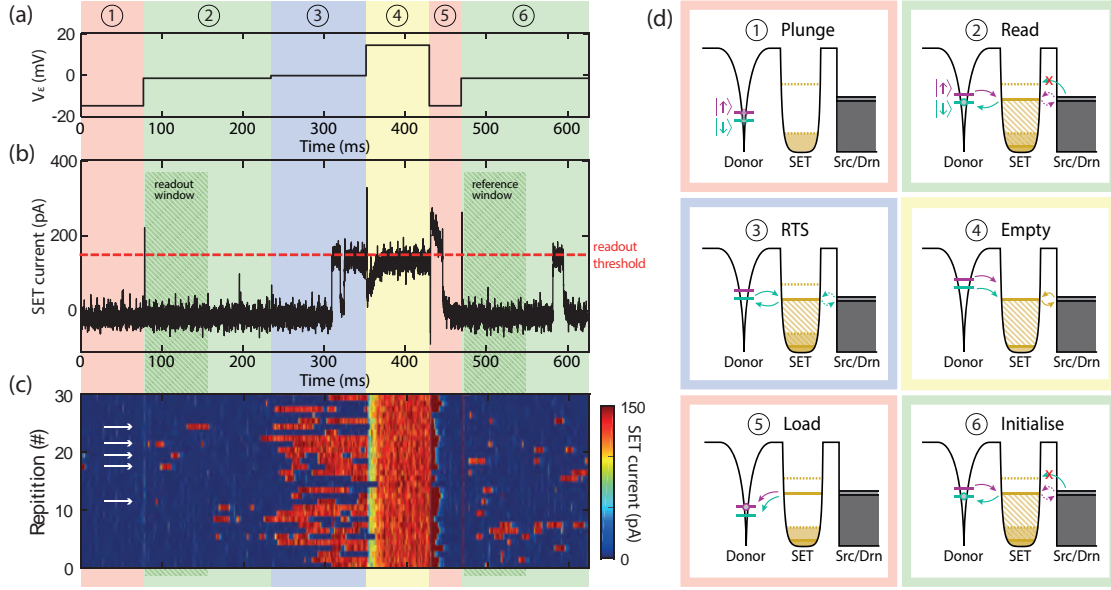 (a)
1 2 3 4 5 6
20
0
-20
Vε (mV)
0 100 200 300 400 500 600
Time (ms)
(b)
400
200
0
SET current (pA)
readout
window
reference
window
readout
threshold
0 100 200 300 400 500 600
Time (ms)
(c)
30
20
10
0
Repitition (#)
150
0
SET current
(pA)
(d)
1 Plunge
|↑⟩
|↓⟩
Donor SET Src/Drn
2 Read
|↑⟩
|↓⟩
x
Donor SET Src/Drn
3 RTS
Donor SET Src/Drn
4 Empty
Donor SET Src/Drn
5 Load
Donor SET Src/Drn
6 Initialise
x
Donor SET Src/Drn